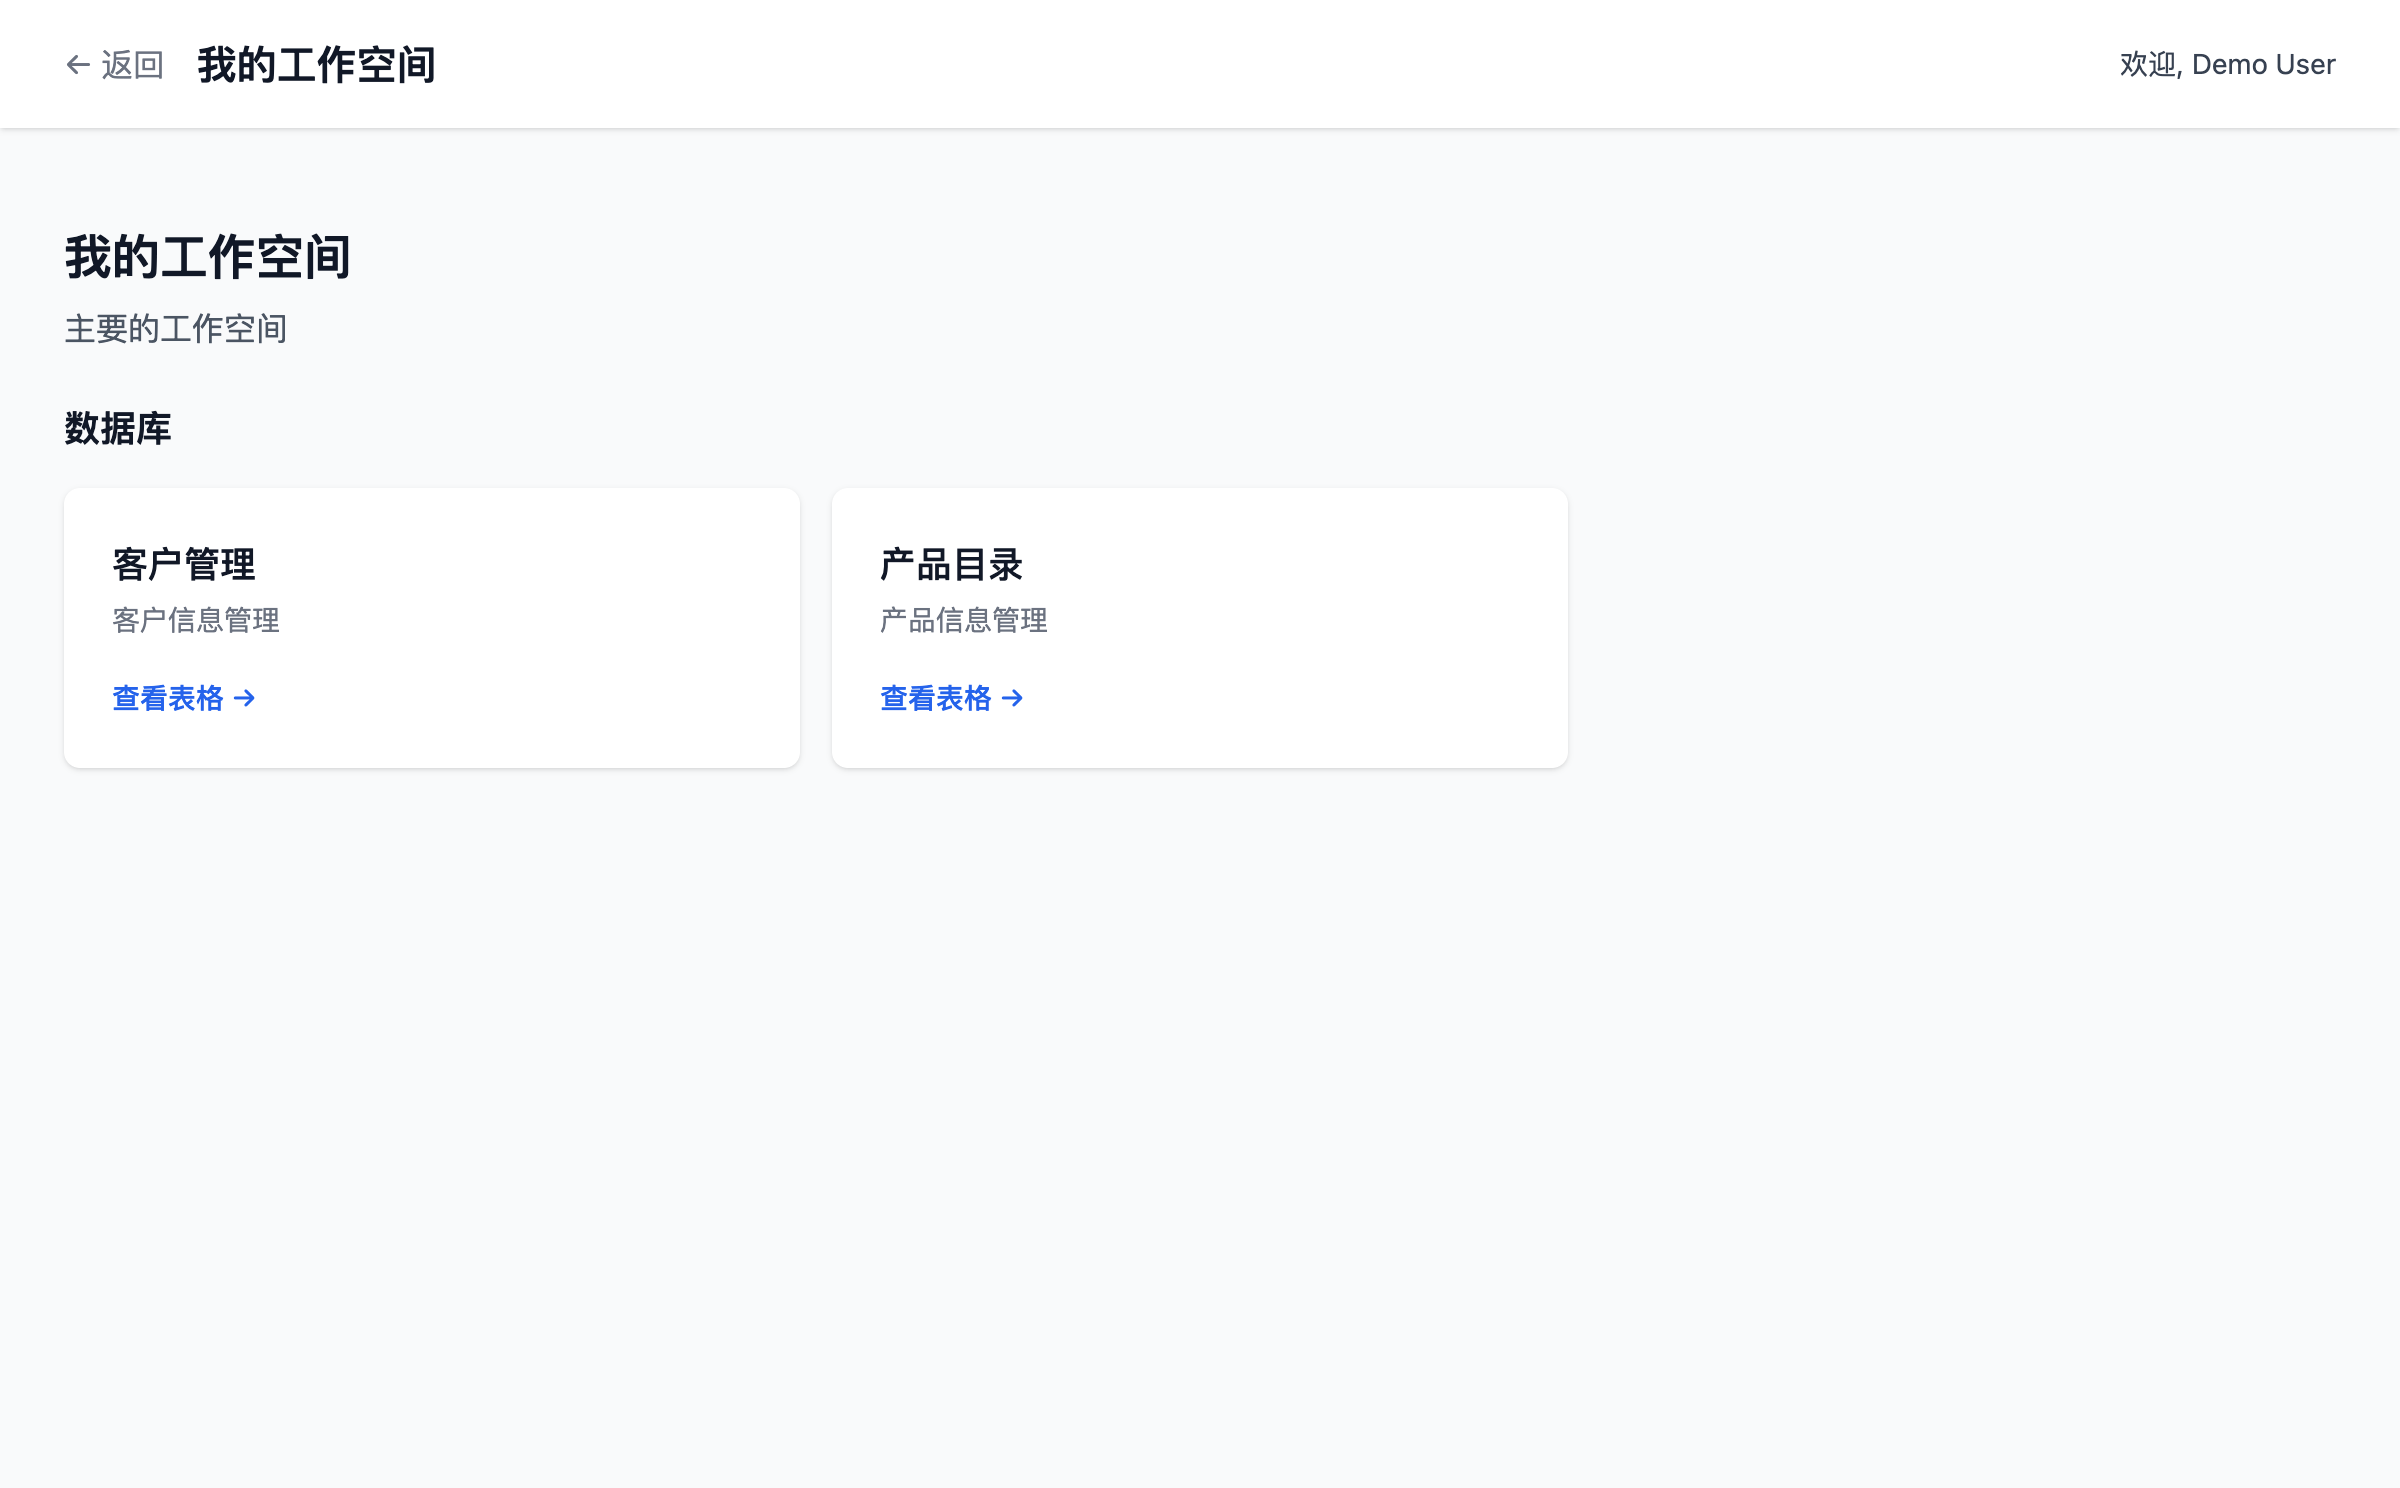 ← 返回 我的工作空间 欢迎, Demo User
我的工作空间
主要的工作空间
数据库
客户管理
客户信息管理
查看表格 →
产品目录
产品信息管理
查看表格 →